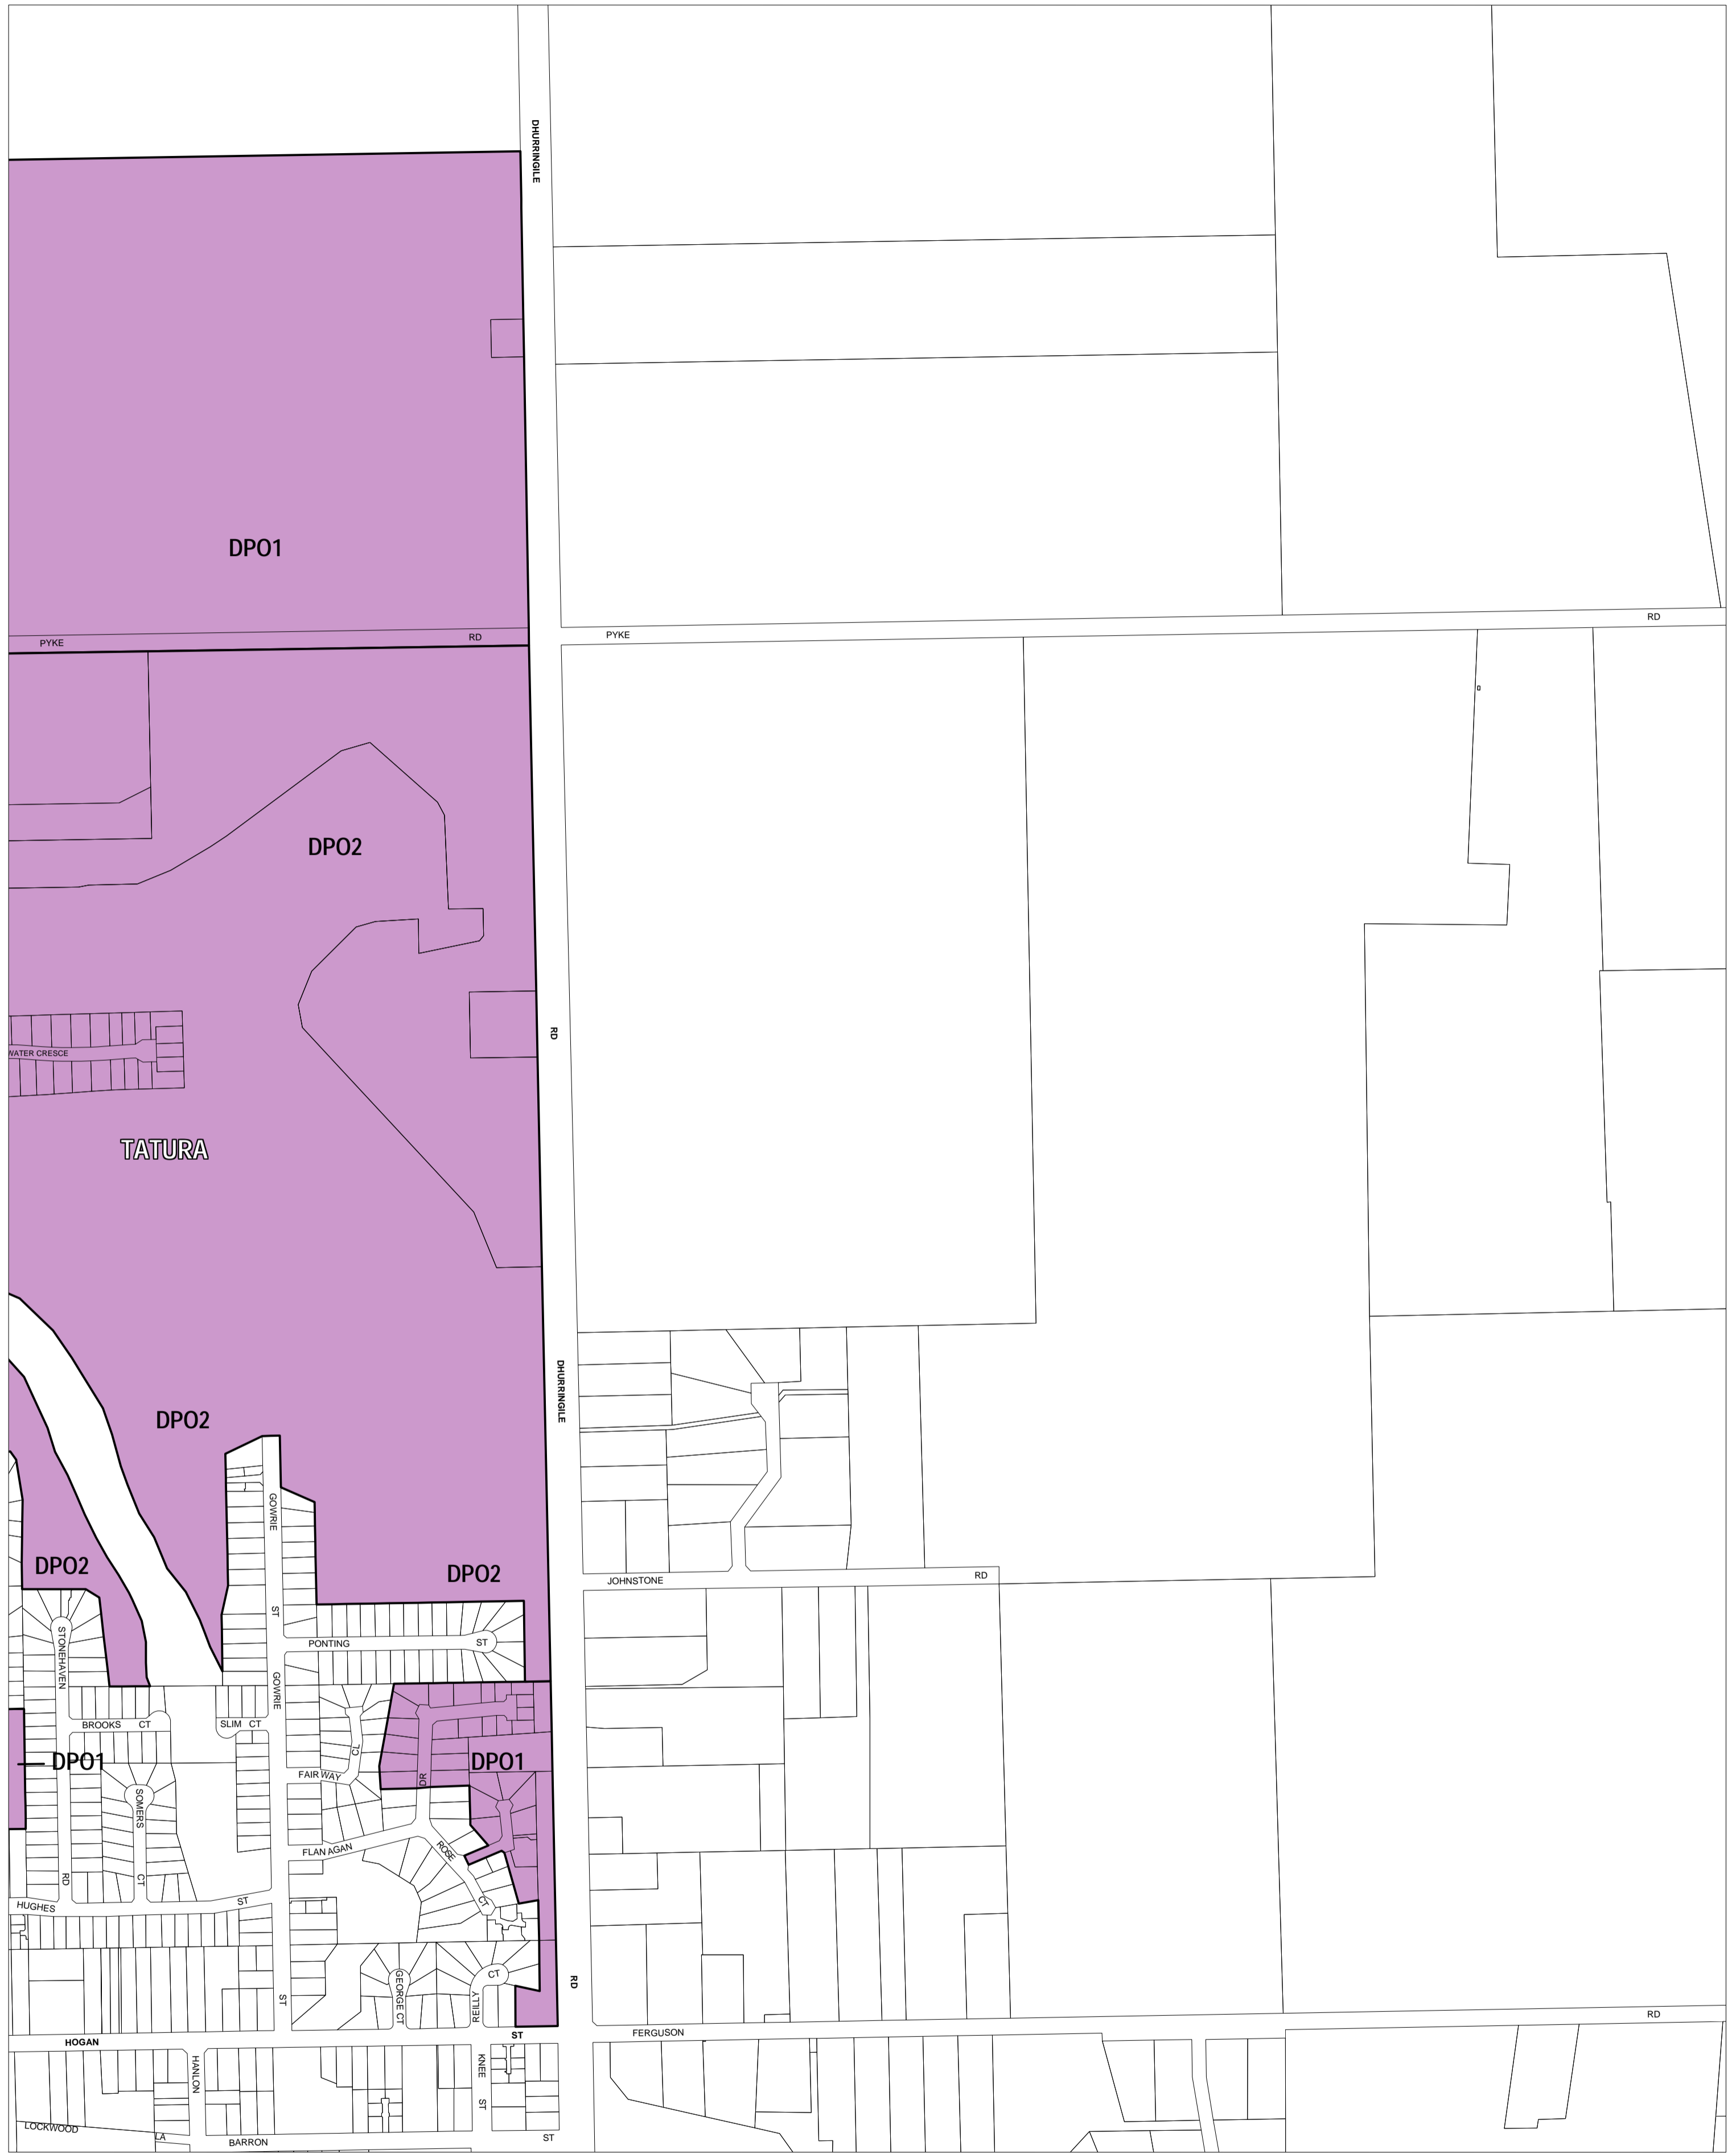 DHURRINGILE
DPO1
RD
PYKE
RD
PYKE
RD
DPO2
RD
WATER CRESCE
TATURA
DHURRINGILE
DPO2
GOWRIE
DPO2
DPO2
JOHNSTONE
RD
ST
STONEHAVEN
PONTING
ST
GOWRIE
BROOKS CT
SLIM CT
CL
DPO1
DPO1
FAIRWAY
DR
SOMERS
FLANAGAN
ROSE
RD
CT
CT
HUGHES
ST
CT
GEORGE CT
REILLY
RD
ST
RD
FERGUSON
ST
HOGAN
HANLON
KNEE
ST
LOCKWOOD
LA
BARRON
ST